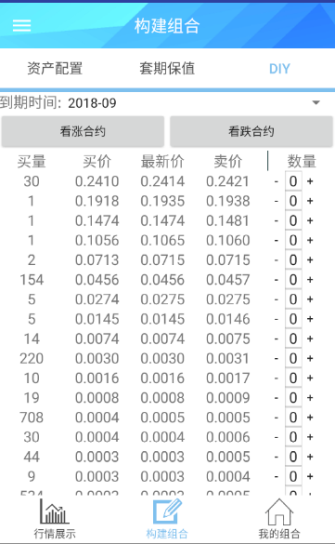 构建组合
资产配置 套期保值 DIY
到期时间: 2018-09
看涨合约 看跌合约
买量 买价 最新价 卖价 数量
30 0.2410 0.2414 0.2421 - 0 +
1 0.1918 0.1935 0.1938 - 0 +
1 0.1474 0.1474 0.1481 - 0 +
1 0.1056 0.1065 0.1060 - 0 +
2 0.0713 0.0715 0.0715 - 0 +
154 0.0456 0.0456 0.0457 - 0 +
5 0.0274 0.0275 0.0275 - 0 +
5 0.0145 0.0145 0.0146 - 0 +
14 0.0074 0.0074 0.0075 - 0 +
220 0.0030 0.0030 0.0031 - 0 +
10 0.0016 0.0016 0.0017 - 0 +
19 0.0008 0.0008 0.0009 - 0 +
708 0.0004 0.0005 0.0005 - 0 +
30 0.0004 0.0004 0.0006 - 0 +
44 0.0003 0.0003 0.0005 - 0 +
9 0.0003 0.0003 0.0004 - 0 +
行情展示 构建组合 我的组合